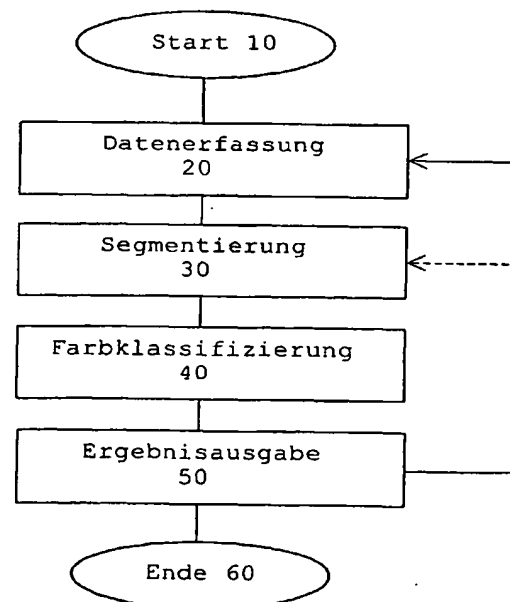 Start 10
Datenerfassung
20
Segmentierung
30
Farbklassifizierung
40
Ergebnisausgabe
50
Ende 60